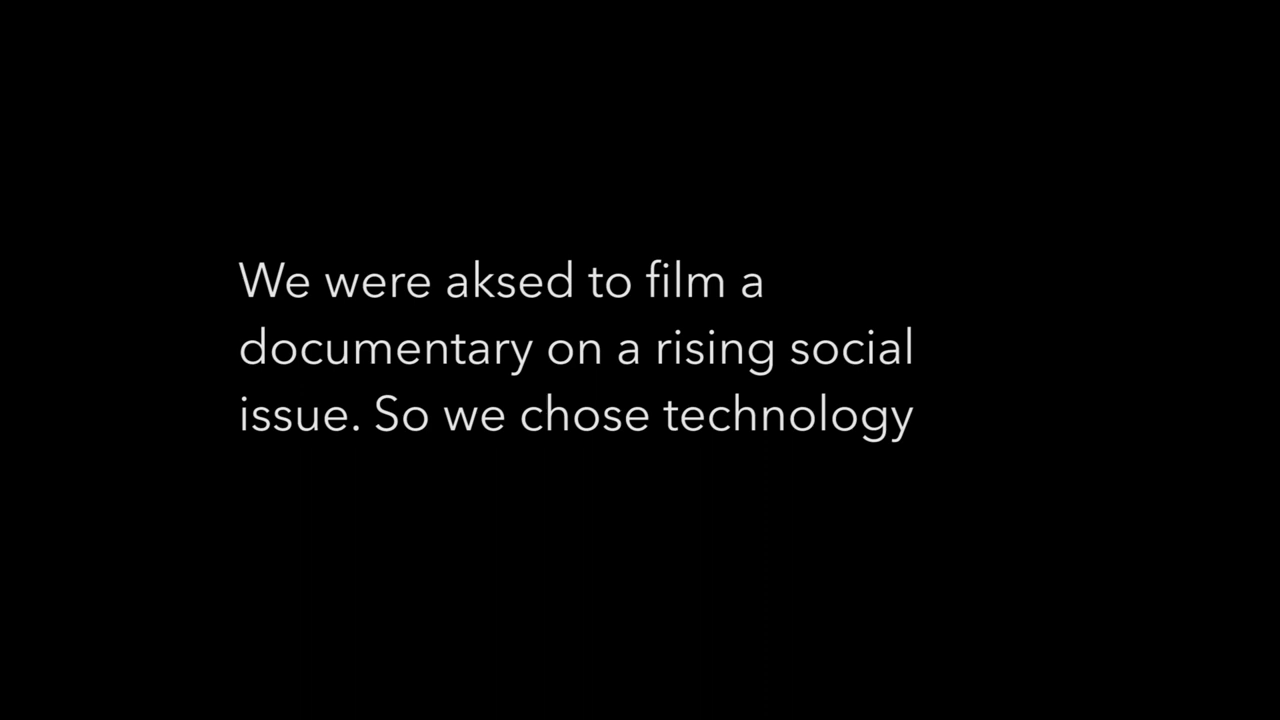 We were aksed to film a
documentary on a rising social
issue. So we chose technology